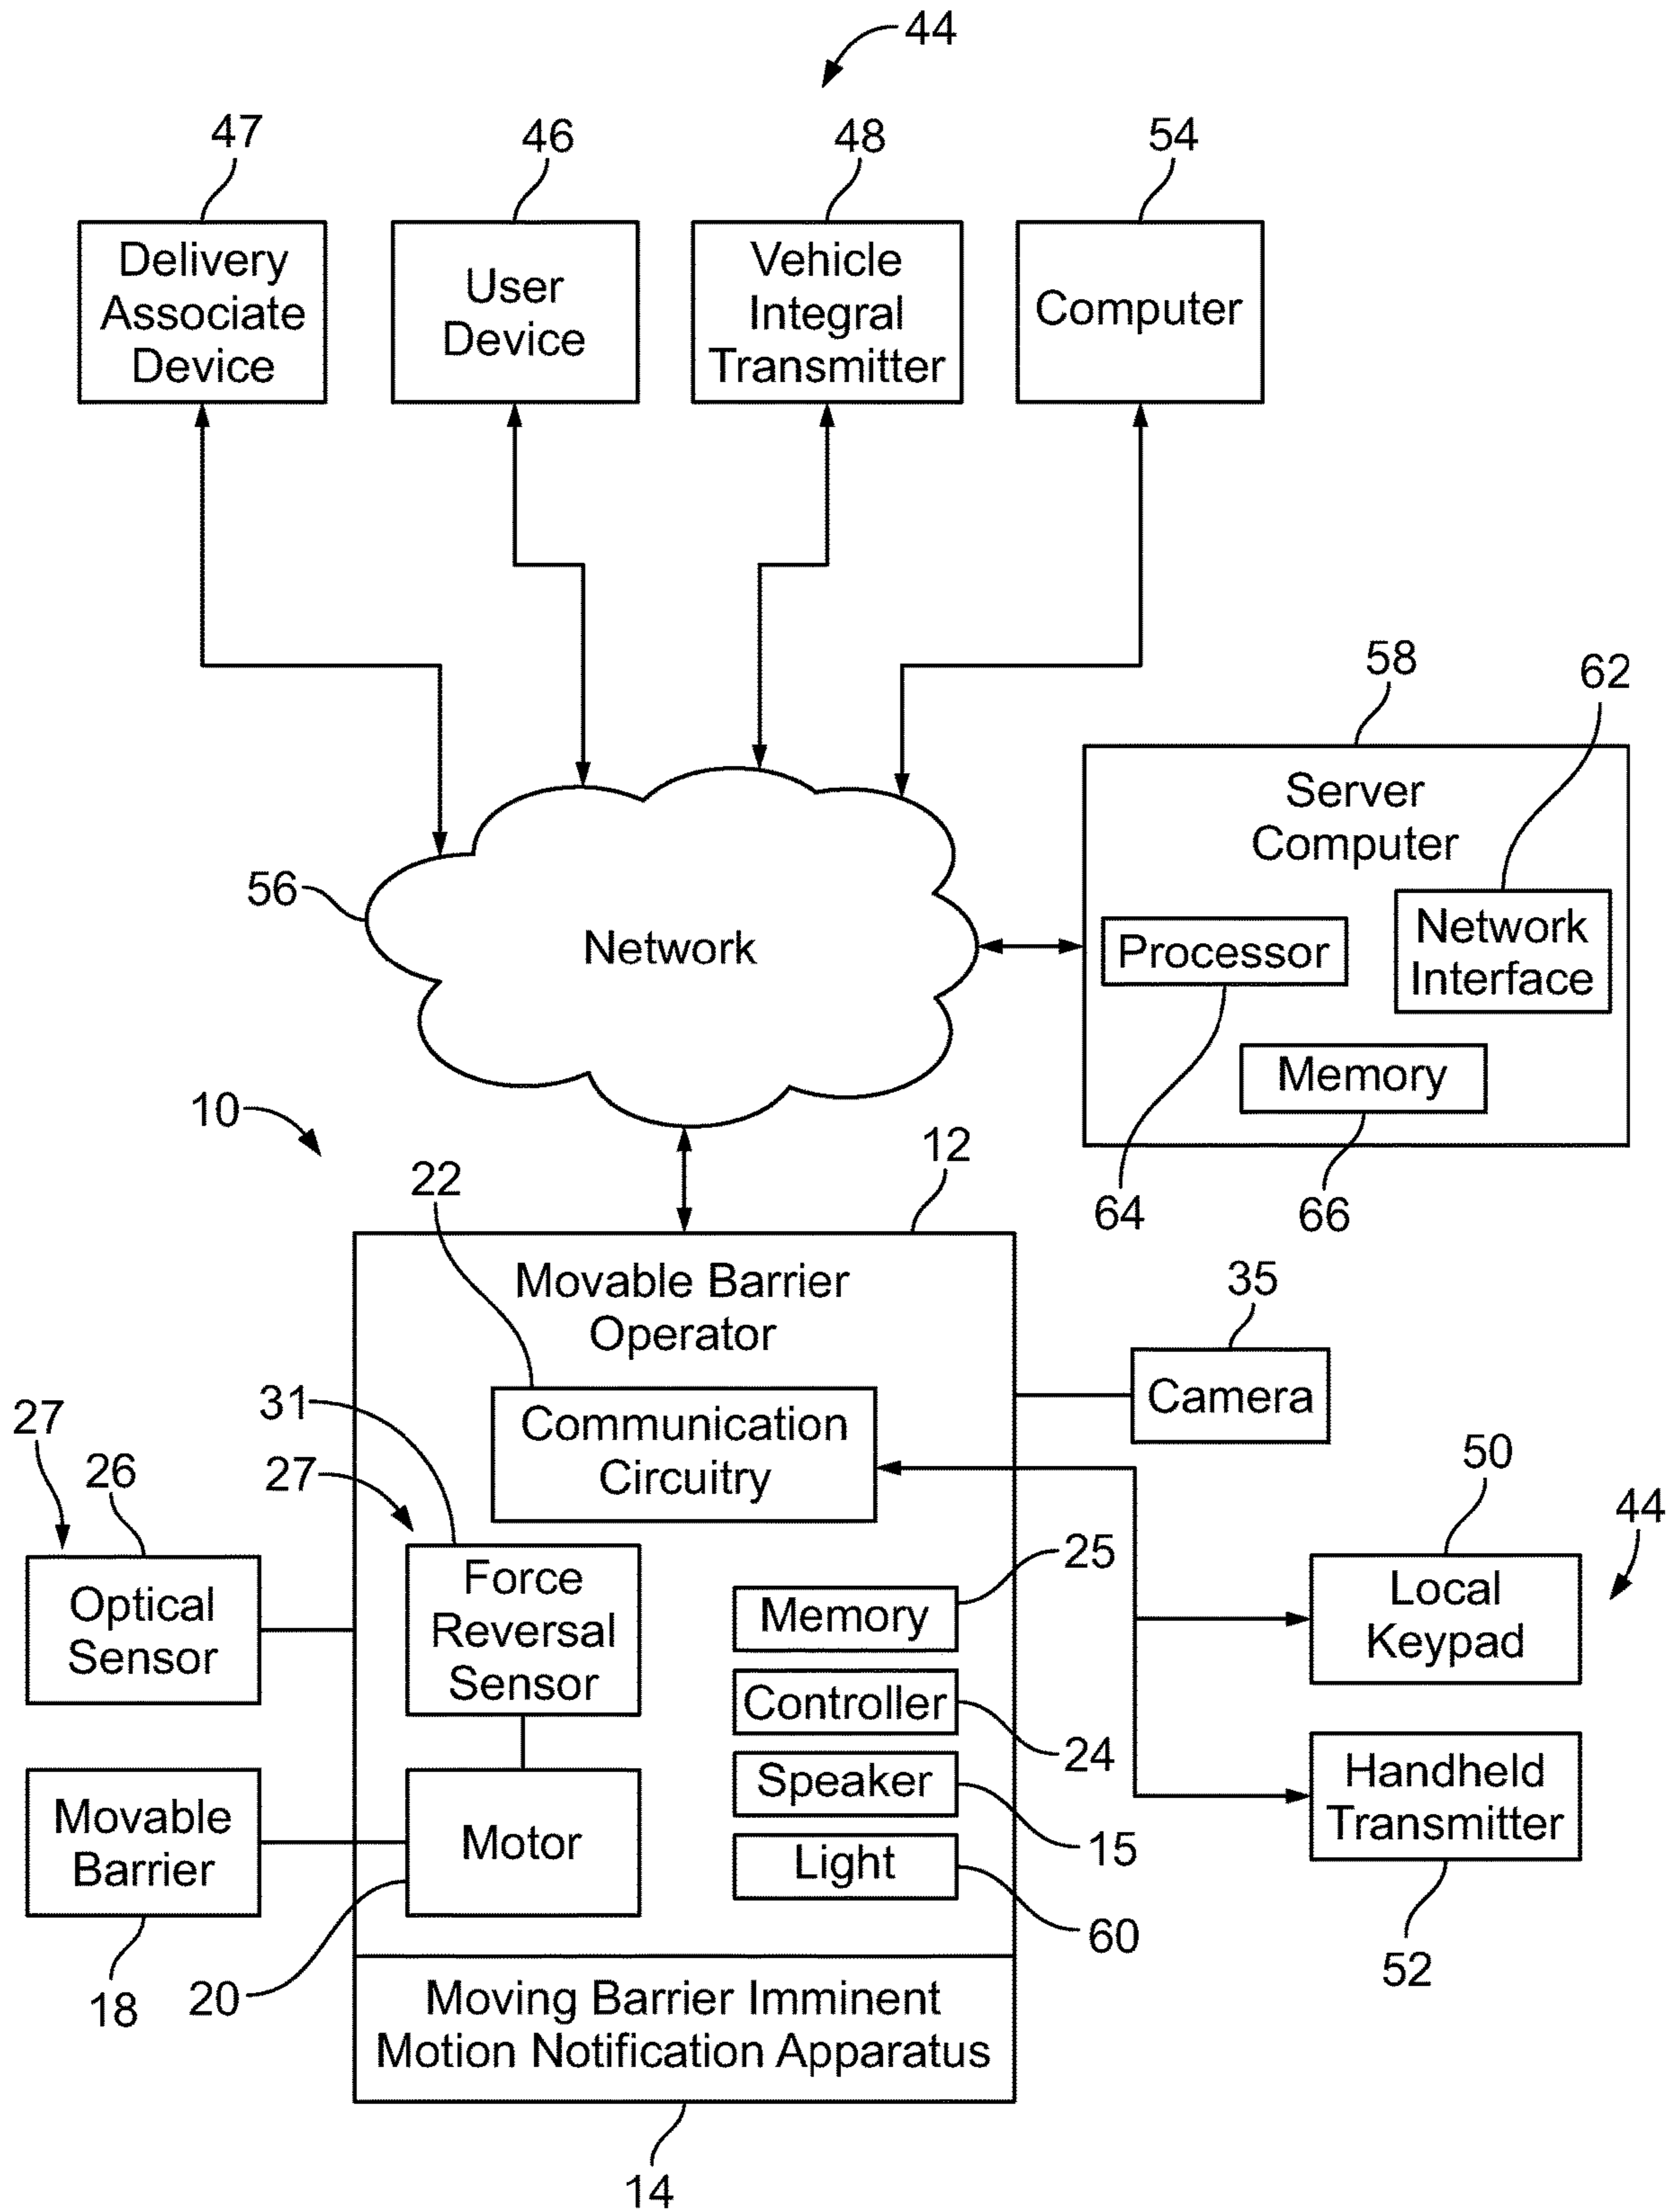 44
47
46
48
54
Delivery
Associate
Device
User
Device
Vehicle
Integral
Transmitter
Computer
58
62
Server
Computer
56
Network
Processor
Network
Interface
Memory
64
66
10
12
22
Movable Barrier
Operator
35
Camera
31
27
Communication
Circuitry
27
26
50
44
Optical
Sensor
Force
Reversal
Sensor
25
Memory
Local
Keypad
Controller
24
Movable
Barrier
Motor
Speaker
15
Handheld
Transmitter
Light
60
18
20
52
Moving Barrier Imminent
Motion Notification Apparatus
14